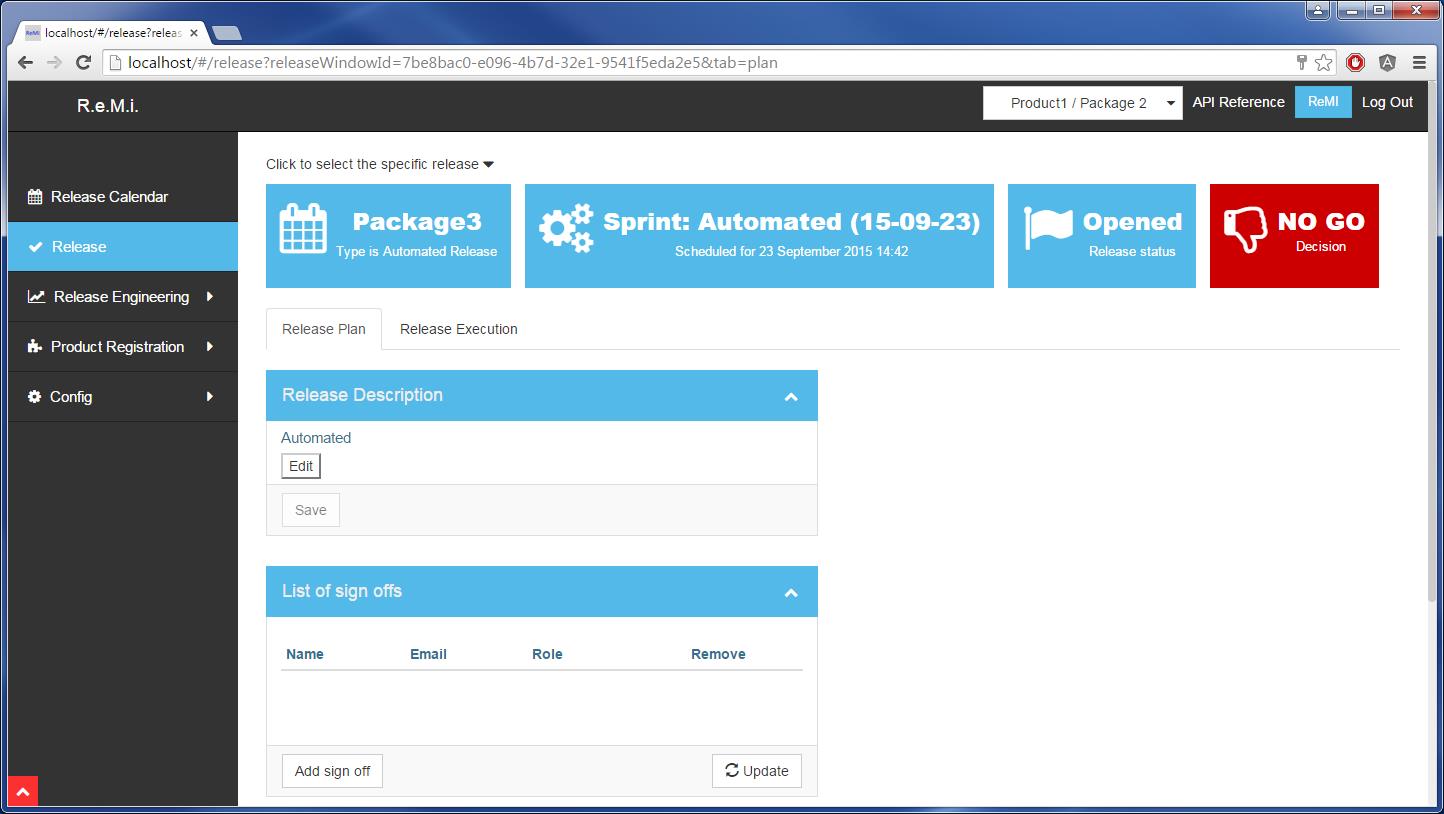 ReMi localhost/#/release?releas
localhost/#/release?releaseWindowId=7be8bac0-e096-4b7d-32e1-9541f5eda2e5&tab=plan
R.e.M.i.
Product1 / Package 2
API Reference
ReMI
Log Out
Release Calendar
Release
Release Engineering
Product Registration
Config
Click to select the specific release
Package3
Type is Automated Release
Sprint: Automated (15-09-23)
Scheduled for 23 September 2015 14:42
Opened
Release status
NO GO
Decision
Release Plan
Release Execution
Release Description
Automated
Edit
Save
List of sign offs
Name Email Role Remove
Add sign off
Update